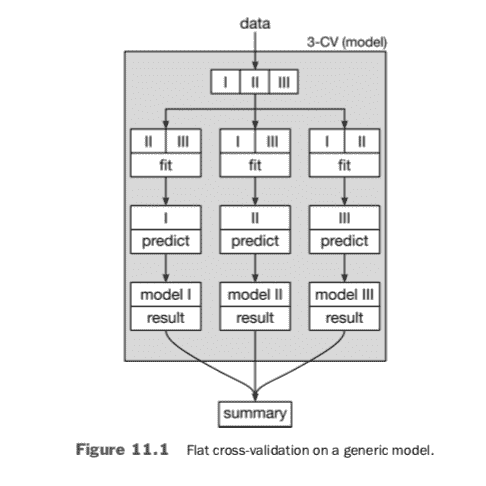 data
3-CV (model)
I II III
II III I III I II
fit fit fit
I II III
predict predict predict
model I model II model III
result result result
summary
Figure 11.1 Flat cross-validation on a generic model.